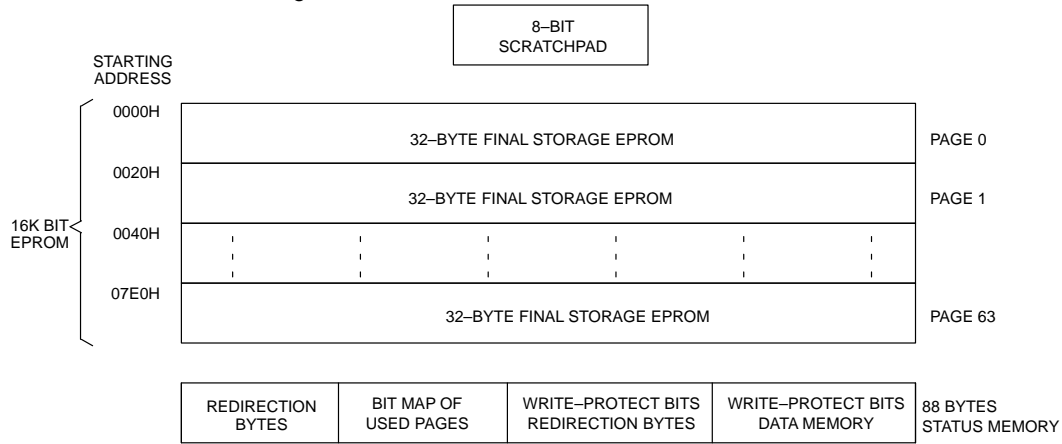 8–BIT
SCRATCHPAD
STARTING
ADDRESS
0000H
32–BYTE FINAL STORAGE EPROM
PAGE 0
0020H
32–BYTE FINAL STORAGE EPROM
PAGE 1
16K BIT
EPROM
0040H
07E0H
32–BYTE FINAL STORAGE EPROM
PAGE 63
REDIRECTION
BYTES
BIT MAP OF
USED PAGES
WRITE–PROTECT BITS
REDIRECTION BYTES
WRITE–PROTECT BITS
DATA MEMORY
88 BYTES
STATUS MEMORY